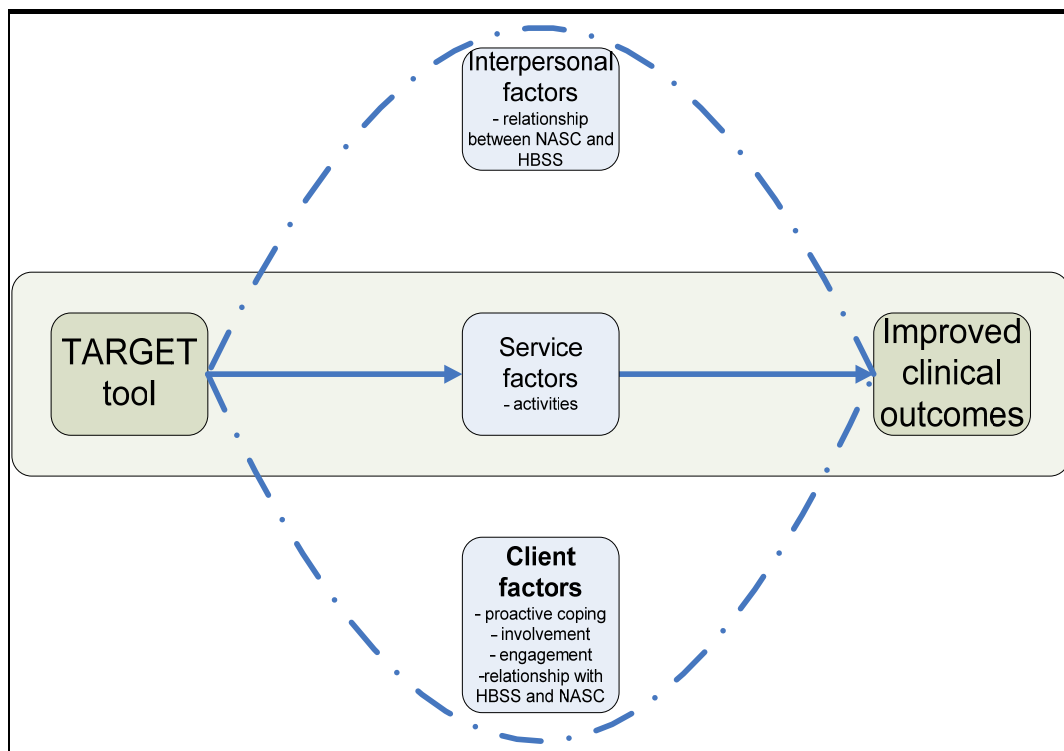 Interpersonal
factors
- relationship
between NASC and
HBSS
TARGET
tool
Service
factors
- activities
Improved
clinical
outcomes
Client
factors
- proactive coping
- involvement
- engagement
-relationship with
HBSS and NASC